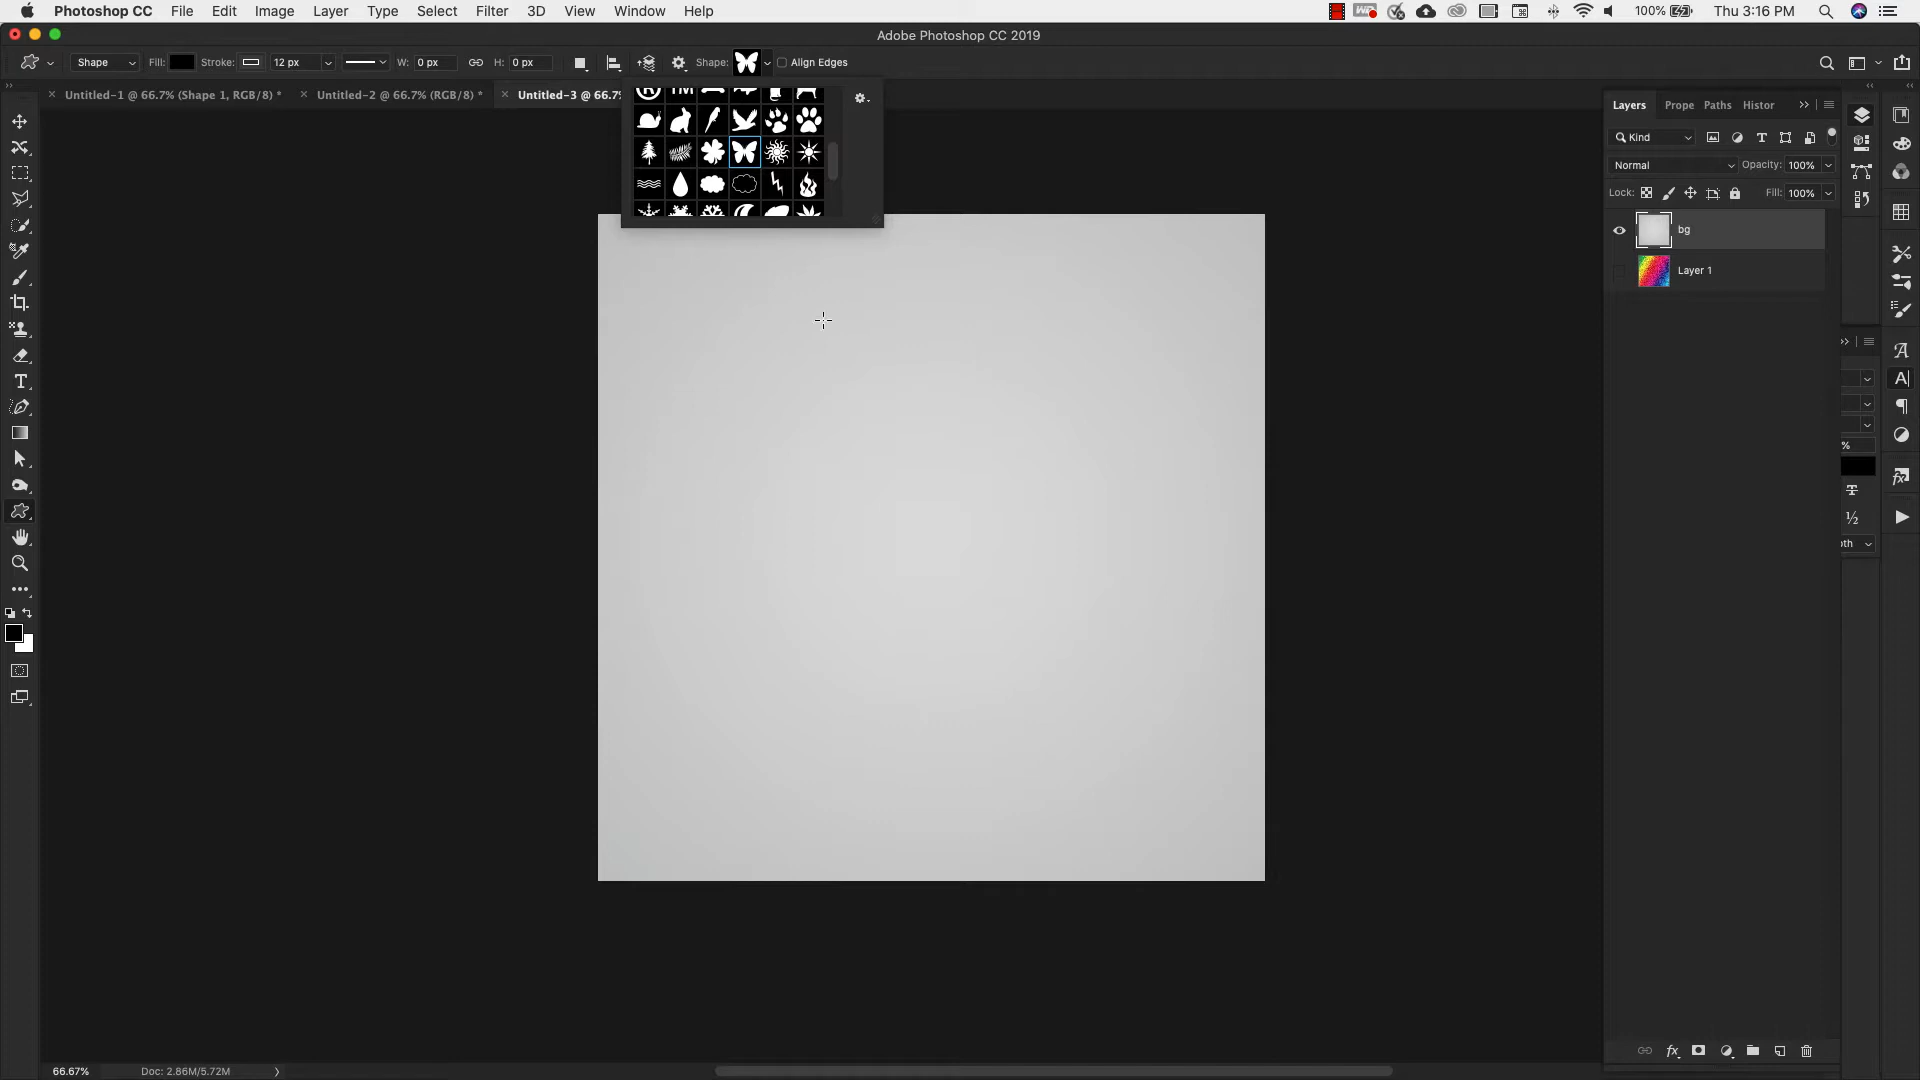 Photoshop CC File Edit Image Layer Type Select Filter 3D View Window Help 100% Thu 3:16 PM
Adobe Photoshop CC 2019
Shape Fill: Stroke: 12 px W: 0 px H: 0 px Shape: Align Edges
Untitled-1 @ 66.7% (Shape 1, RGB/8) * Untitled-2 @ 66.7% (RGB/8) * Untitled-3 @ 66.7%
Layers Prope Paths Histor
Kind
Normal Opacity: 100%
Lock: Fill: 100%
bg
Layer 1
%
oth
66.67% Doc: 2.86M/5.72M